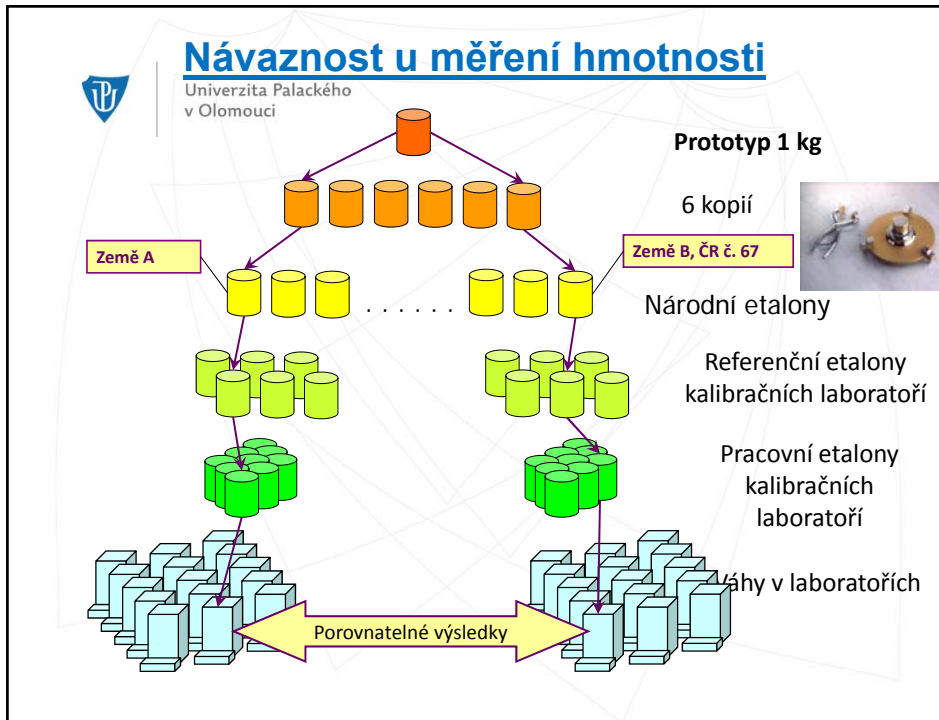 Návaznost u měření hmotnosti
Univerzita Palackého
v Olomouci
Prototyp 1 kg
6 kopií
Země A
Země B, ČR č. 67
. . . . . .
Národní etalony
Referenční etalony
kalibračních laboratoří
Pracovní etalony
kalibračních
laboratoří
Váhy v laboratořích
Porovnatelné výsledky